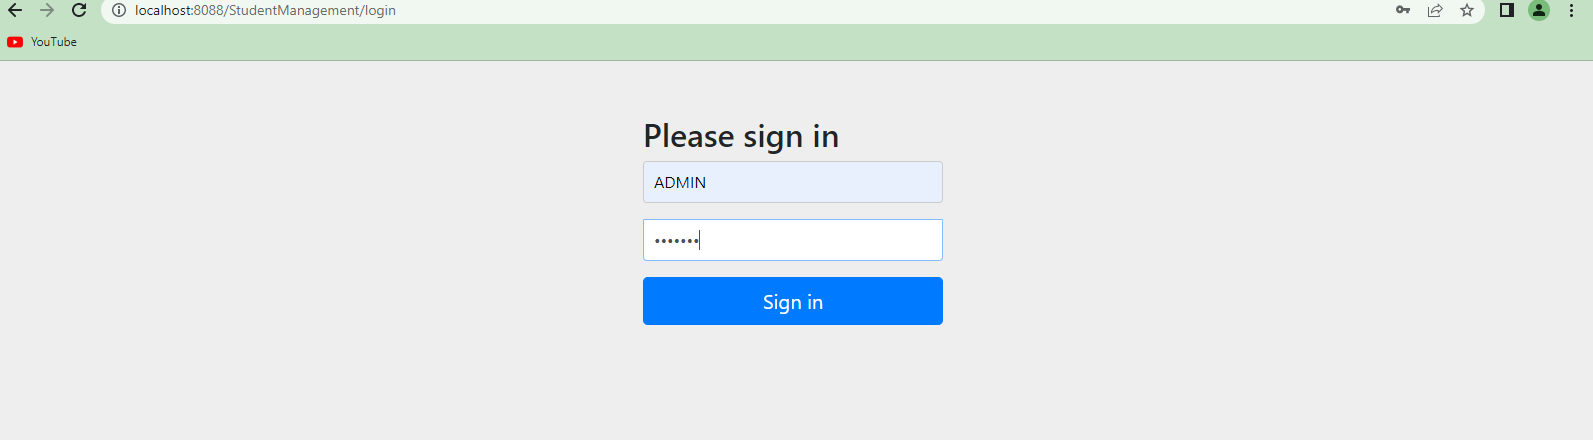 localhost:8088/StudentManagement/login
YouTube
Please sign in
ADMIN
•••••••
Sign in